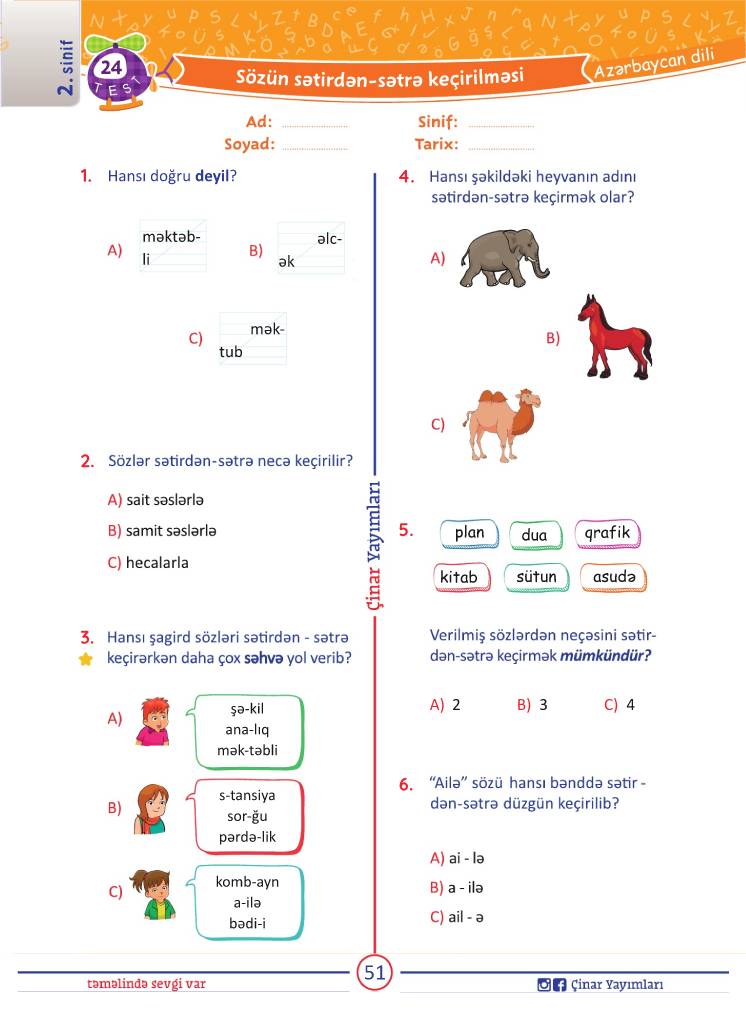 2. sinif
24
TEST
Sözün sətirdən-sətrə keçirilməsi
Azərbaycan dili
Ad: Sinif:
Soyad: Tarix:
1. Hansı doğru deyil?
A) məktəb-
li
B) əlc-
ək
C) mək-
tub
2. Sözlər sətirdən-sətrə necə keçirilir?
A) sait səslərlə
B) samit səslərlə
C) hecalarla
3. Hansı şagird sözləri sətirdən - sətrə
keçirərkən daha çox səhvə yol verib?
A) şə-kil
ana-lıq
mək-təbli
B) s-tansiya
sor-ğu
pərdə-lik
C) komb-ayn
a-ilə
bədi-i
Çinar Yayımları
4. Hansı şəkildəki heyvanın adını
sətirdən-sətrə keçirmək olar?
A)
B)
C)
5. plan dua qrafik
kitab sütun asudə
Verilmiş sözlərdən neçəsini sətir-
dən-sətrə keçirmək mümkündür?
A) 2 B) 3 C) 4
6. “Ailə” sözü hansı bənddə sətir -
dən-sətrə düzgün keçirilib?
A) ai - lə
B) a - ilə
C) ail - ə
təməlində sevgi var
51
Çinar Yayımları